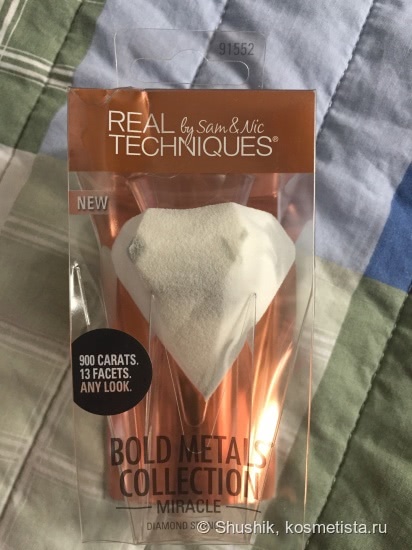 91552
REAL by Sam & Nic
TECHNIQUES®
NEW
900 CARATS.
13 FACETS.
ANY LOOK.
BOLD METALS
COLLECTION
MIRACLE
DIAMOND
© Shushik, kosmetista.ru